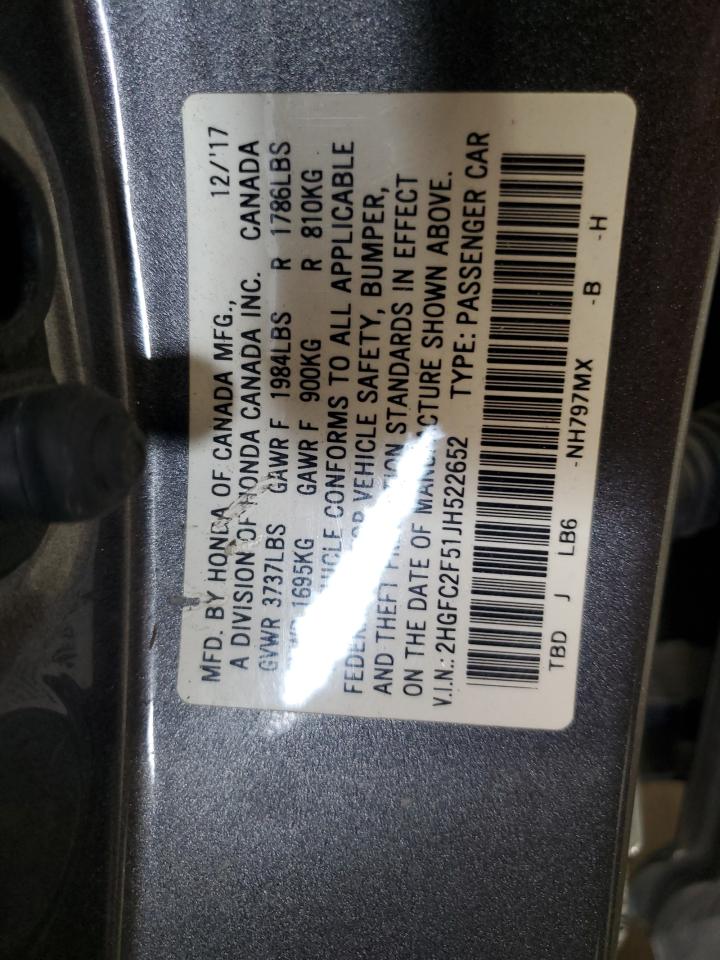 MFD. BY HONDA OF CANADA MFG., 12/'17
A DIVISION OF HONDA CANADA INC. CANADA
GVWR 3737LBS GAWR F 1984LBS R 1786LBS
1695KG GAWR F 900KG R 810KG
VEHICLE CONFORMS TO ALL APPLICABLE
VEHICLE SAFETY, BUMPER,
AND THEFT STANDARDS IN EFFECT
ON THE DATE OF MANUFACTURE SHOWN ABOVE.
V.I.N.: 2HGFC2F51JH522652 TYPE: PASSENGER CAR
TBD J LB6 -NH797MX -B -H